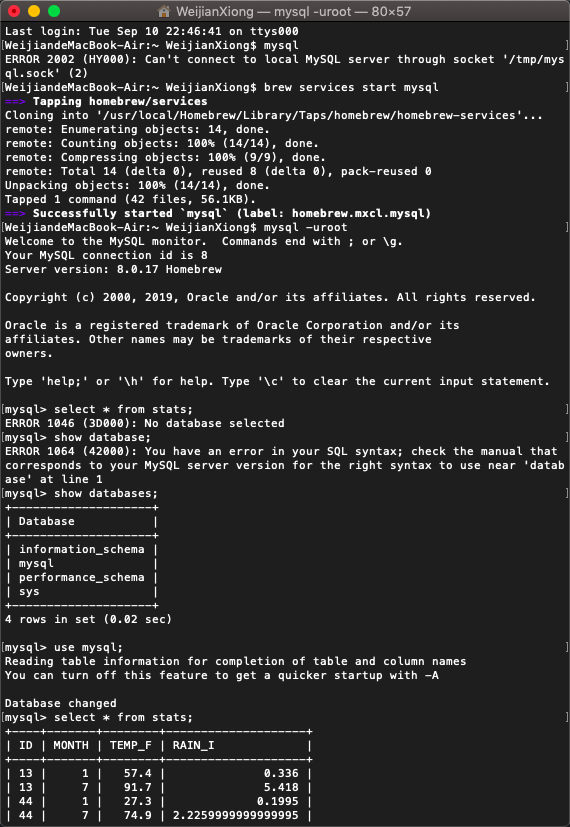 WeijianXiong — mysql -uroot — 80×57
Last login: Tue Sep 10 22:46:41 on ttys000
[WeijiandeMacBook-Air:~ WeijianXiong$ mysql ]
ERROR 2002 (HY000): Can't connect to local MySQL server through socket '/tmp/mys
ql.sock' (2)
[WeijiandeMacBook-Air:~ WeijianXiong$ brew services start mysql ]
==> Tapping homebrew/services
Cloning into '/usr/local/Homebrew/Library/Taps/homebrew/homebrew-services'...
remote: Enumerating objects: 14, done.
remote: Counting objects: 100% (14/14), done.
remote: Compressing objects: 100% (9/9), done.
remote: Total 14 (delta 0), reused 8 (delta 0), pack-reused 0
Unpacking objects: 100% (14/14), done.
Tapped 1 command (42 files, 56.1KB).
==> Successfully started `mysql` (label: homebrew.mxcl.mysql)
[WeijiandeMacBook-Air:~ WeijianXiong$ mysql -uroot ]
Welcome to the MySQL monitor.  Commands end with ; or \g.
Your MySQL connection id is 8
Server version: 8.0.17 Homebrew
Copyright (c) 2000, 2019, Oracle and/or its affiliates. All rights reserved.
Oracle is a registered trademark of Oracle Corporation and/or its
affiliates. Other names may be trademarks of their respective
owners.
Type 'help;' or '\h' for help. Type '\c' to clear the current input statement.
[mysql> select * from stats; ]
ERROR 1046 (3D000): No database selected
[mysql> show database; ]
ERROR 1064 (42000): You have an error in your SQL syntax; check the manual that
corresponds to your MySQL server version for the right syntax to use near 'datab
ase' at line 1
[mysql> show databases; ]
+--------------------+
| Database           |
+--------------------+
| information_schema |
| mysql              |
| performance_schema |
| sys                |
+--------------------+
4 rows in set (0.02 sec)
[mysql> use mysql; ]
Reading table information for completion of table and column names
You can turn off this feature to get a quicker startup with -A
Database changed
[mysql> select * from stats; ]
+----+-------+--------+--------------------+
| ID | MONTH | TEMP_F | RAIN_I             |
+----+-------+--------+--------------------+
| 13 |     1 |   57.4 |              0.336 |
| 13 |     7 |   91.7 |              5.418 |
| 44 |     1 |   27.3 |             0.1995 |
| 44 |     7 |   74.9 | 2.2259999999999995 |